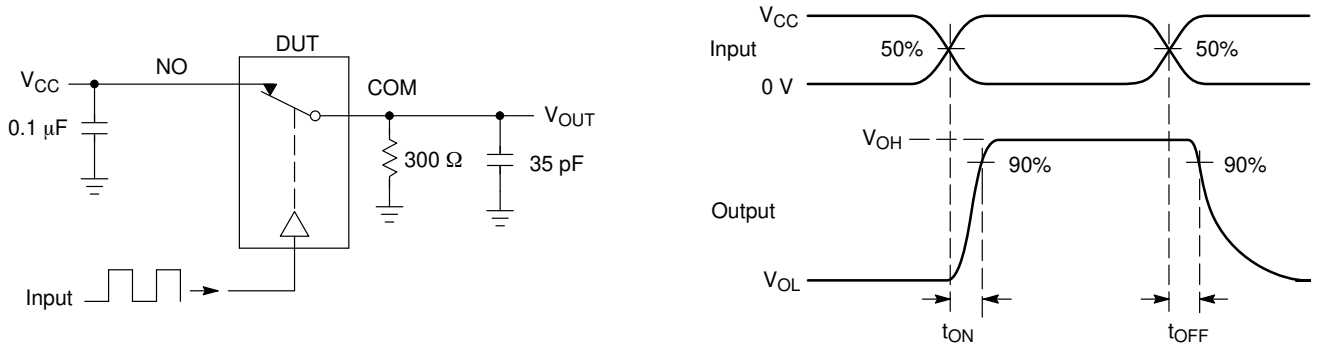 DUT
V_CC
NO
COM
V_OUT
0.1 μF
300 Ω
35 pF
Input
V_CC
Input
50%
50%
0 V
V_OH
90%
90%
Output
V_OL
t_ON
t_OFF